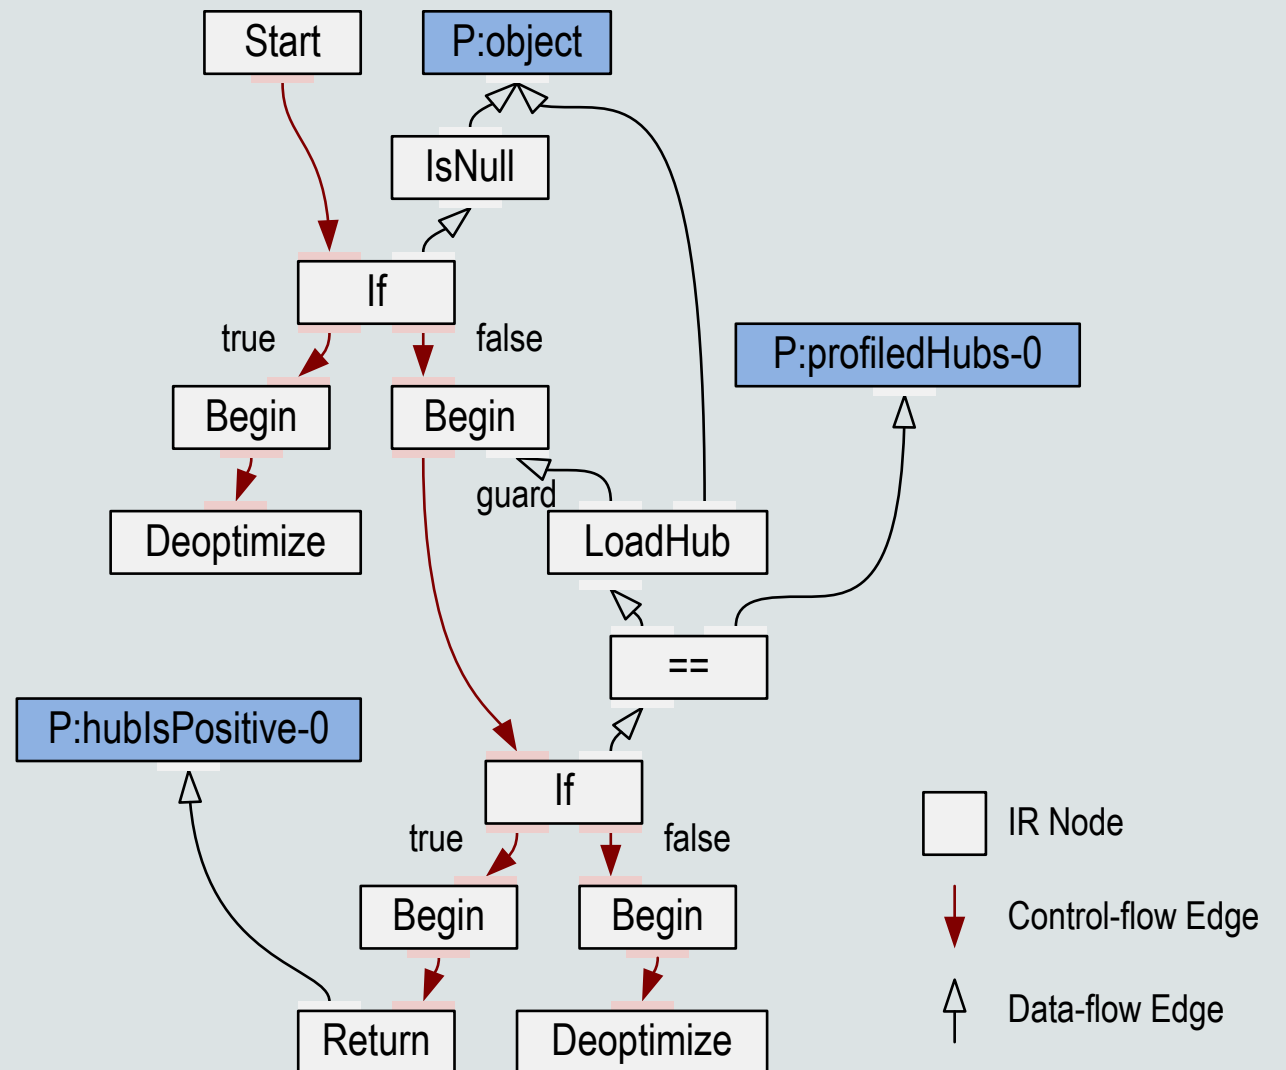 Start
P:object
IsNull
If
true
false
P:profiledHubs-0
Begin
Begin
guard
Deoptimize
LoadHub
==
P:hubIsPositive-0
If
IR Node
true
false
Begin
Begin
Control-flow Edge
Data-flow Edge
Return
Deoptimize